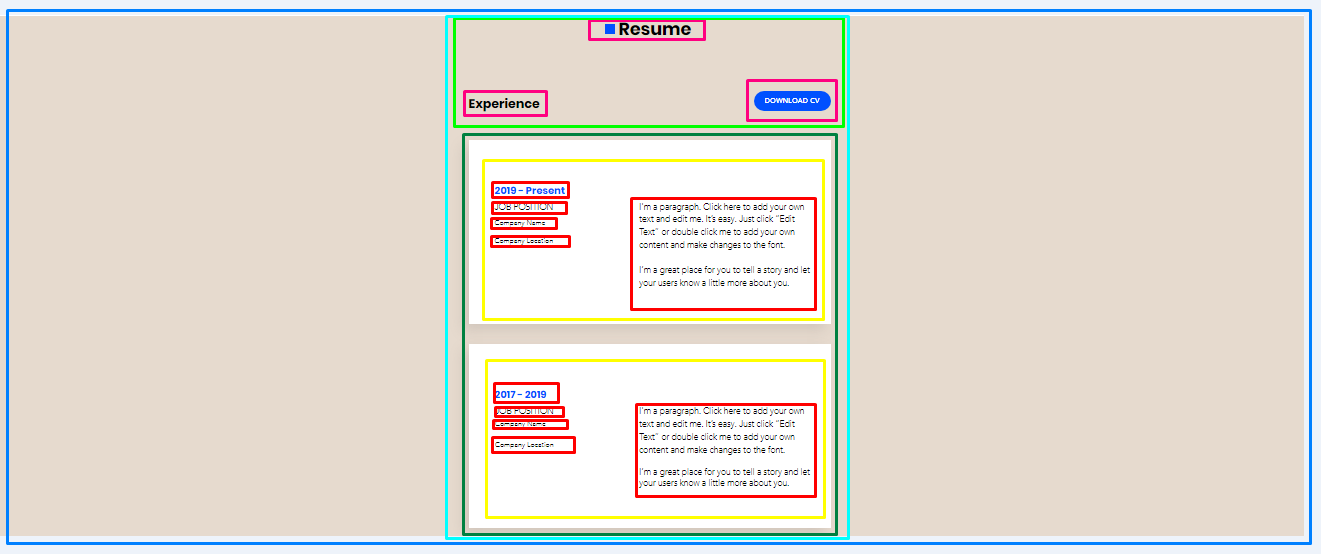 Resume
Experience
DOWNLOAD CV
2019 - Present
JOB POSITION
Company Name
Company Location
I'm a paragraph. Click here to add your own
text and edit me. It's easy. Just click "Edit
Text" or double click me to add your own
content and make changes to the font.
I'm a great place for you to tell a story and let
your users know a little more about you.
2017 - 2019
JOB POSITION
Company Name
Company Location
I'm a paragraph. Click here to add your own
text and edit me. It's easy. Just click "Edit
Text" or double click me to add your own
content and make changes to the font.
I'm a great place for you to tell a story and let
your users know a little more about you.